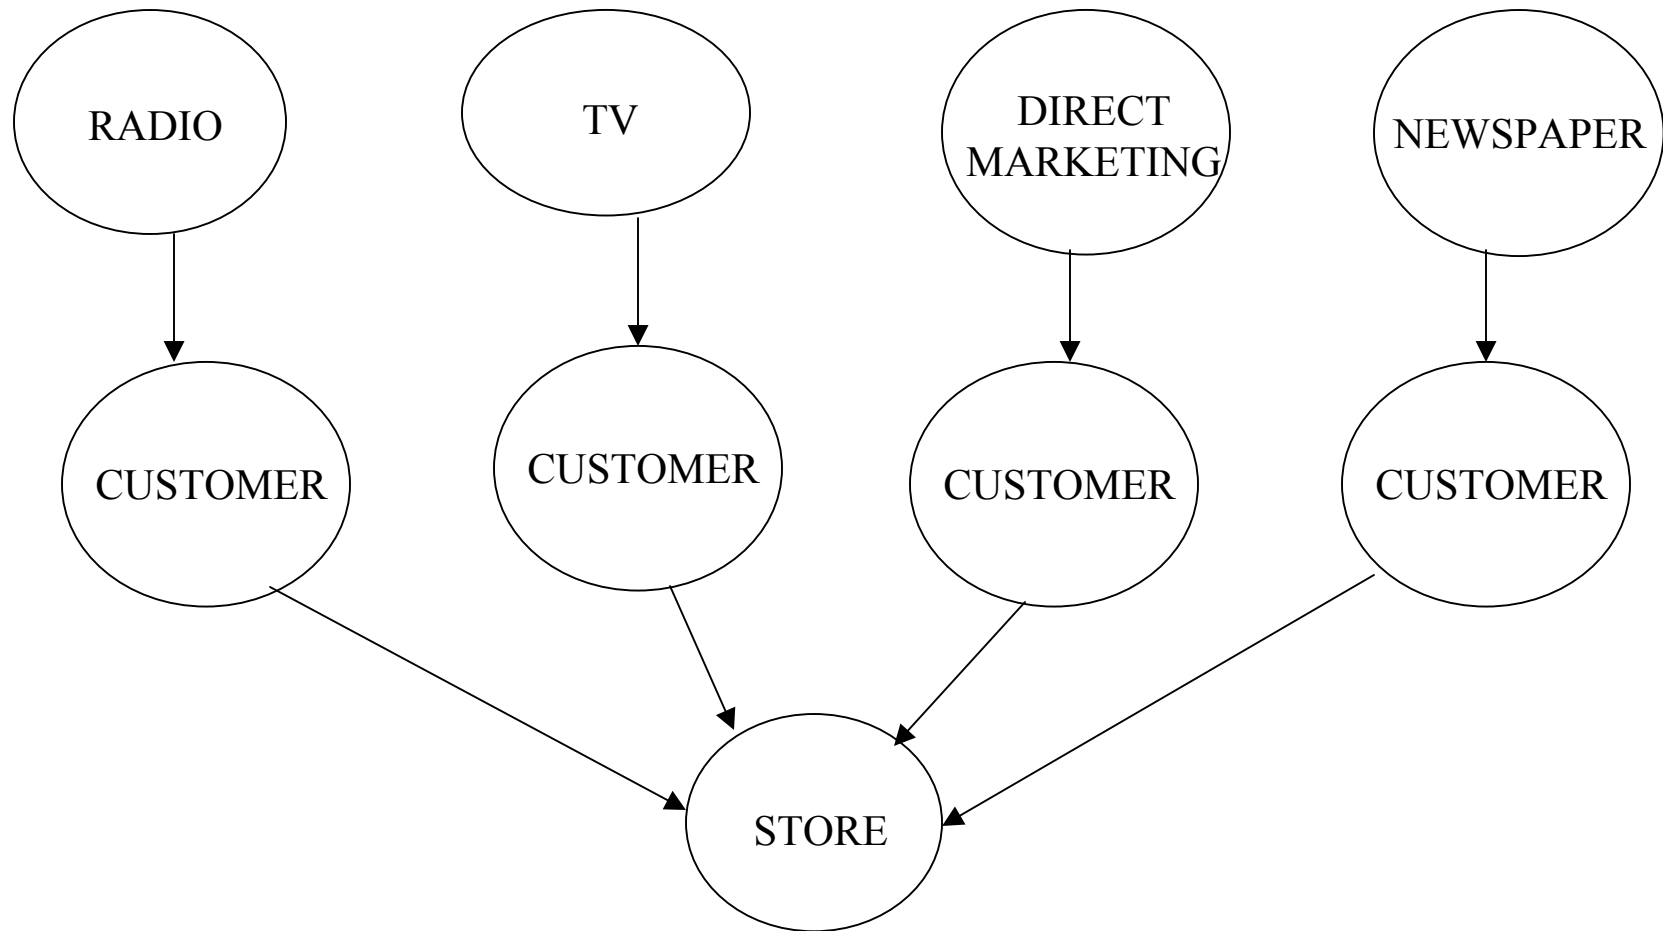 RADIO
TV
DIRECT
MARKETING
NEWSPAPER
CUSTOMER
CUSTOMER
CUSTOMER
CUSTOMER
STORE